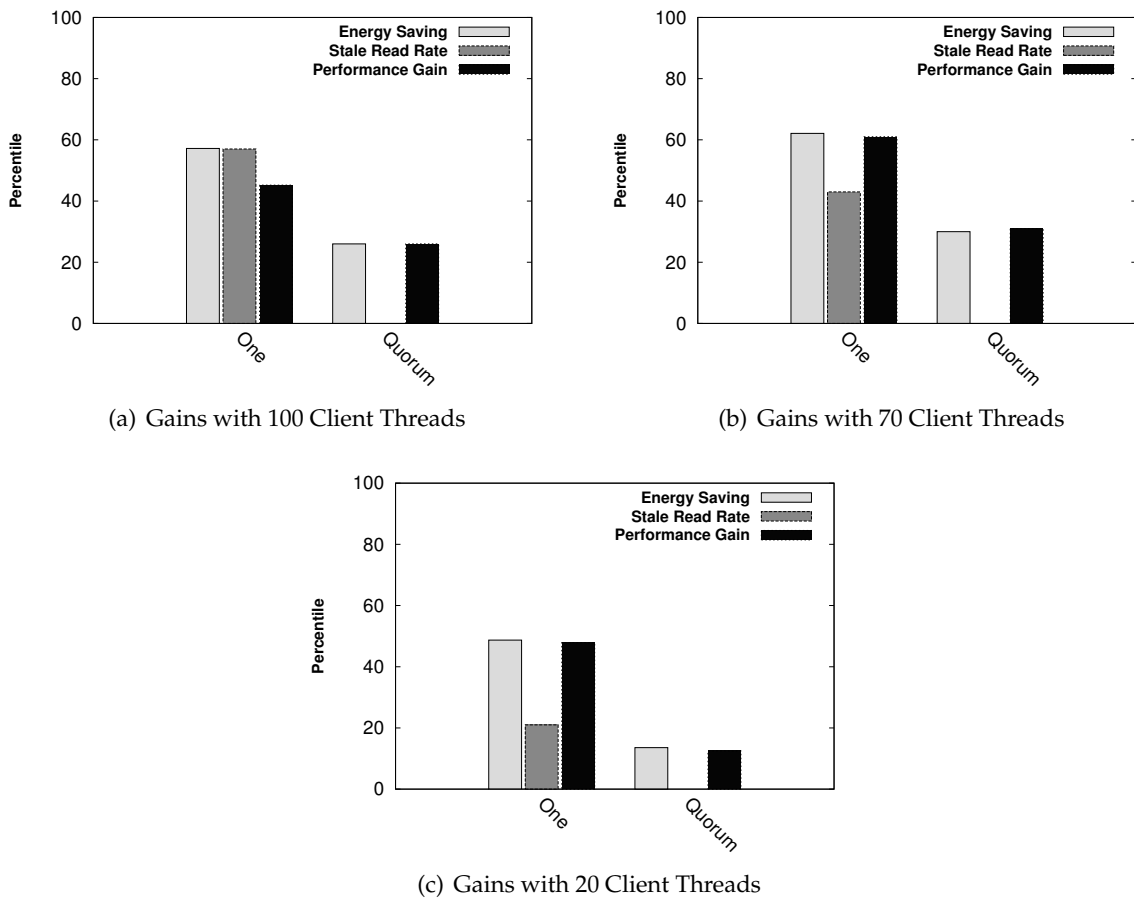 100
80
60
40
20
0
Percentile
Energy Saving
Stale Read Rate
Performance Gain
One
Quorum
(a) Gains with 100 Client Threads
100
80
60
40
20
0
Percentile
Energy Saving
Stale Read Rate
Performance Gain
One
Quorum
(b) Gains with 70 Client Threads
100
80
60
40
20
0
Percentile
Energy Saving
Stale Read Rate
Performance Gain
One
Quorum
(c) Gains with 20 Client Threads